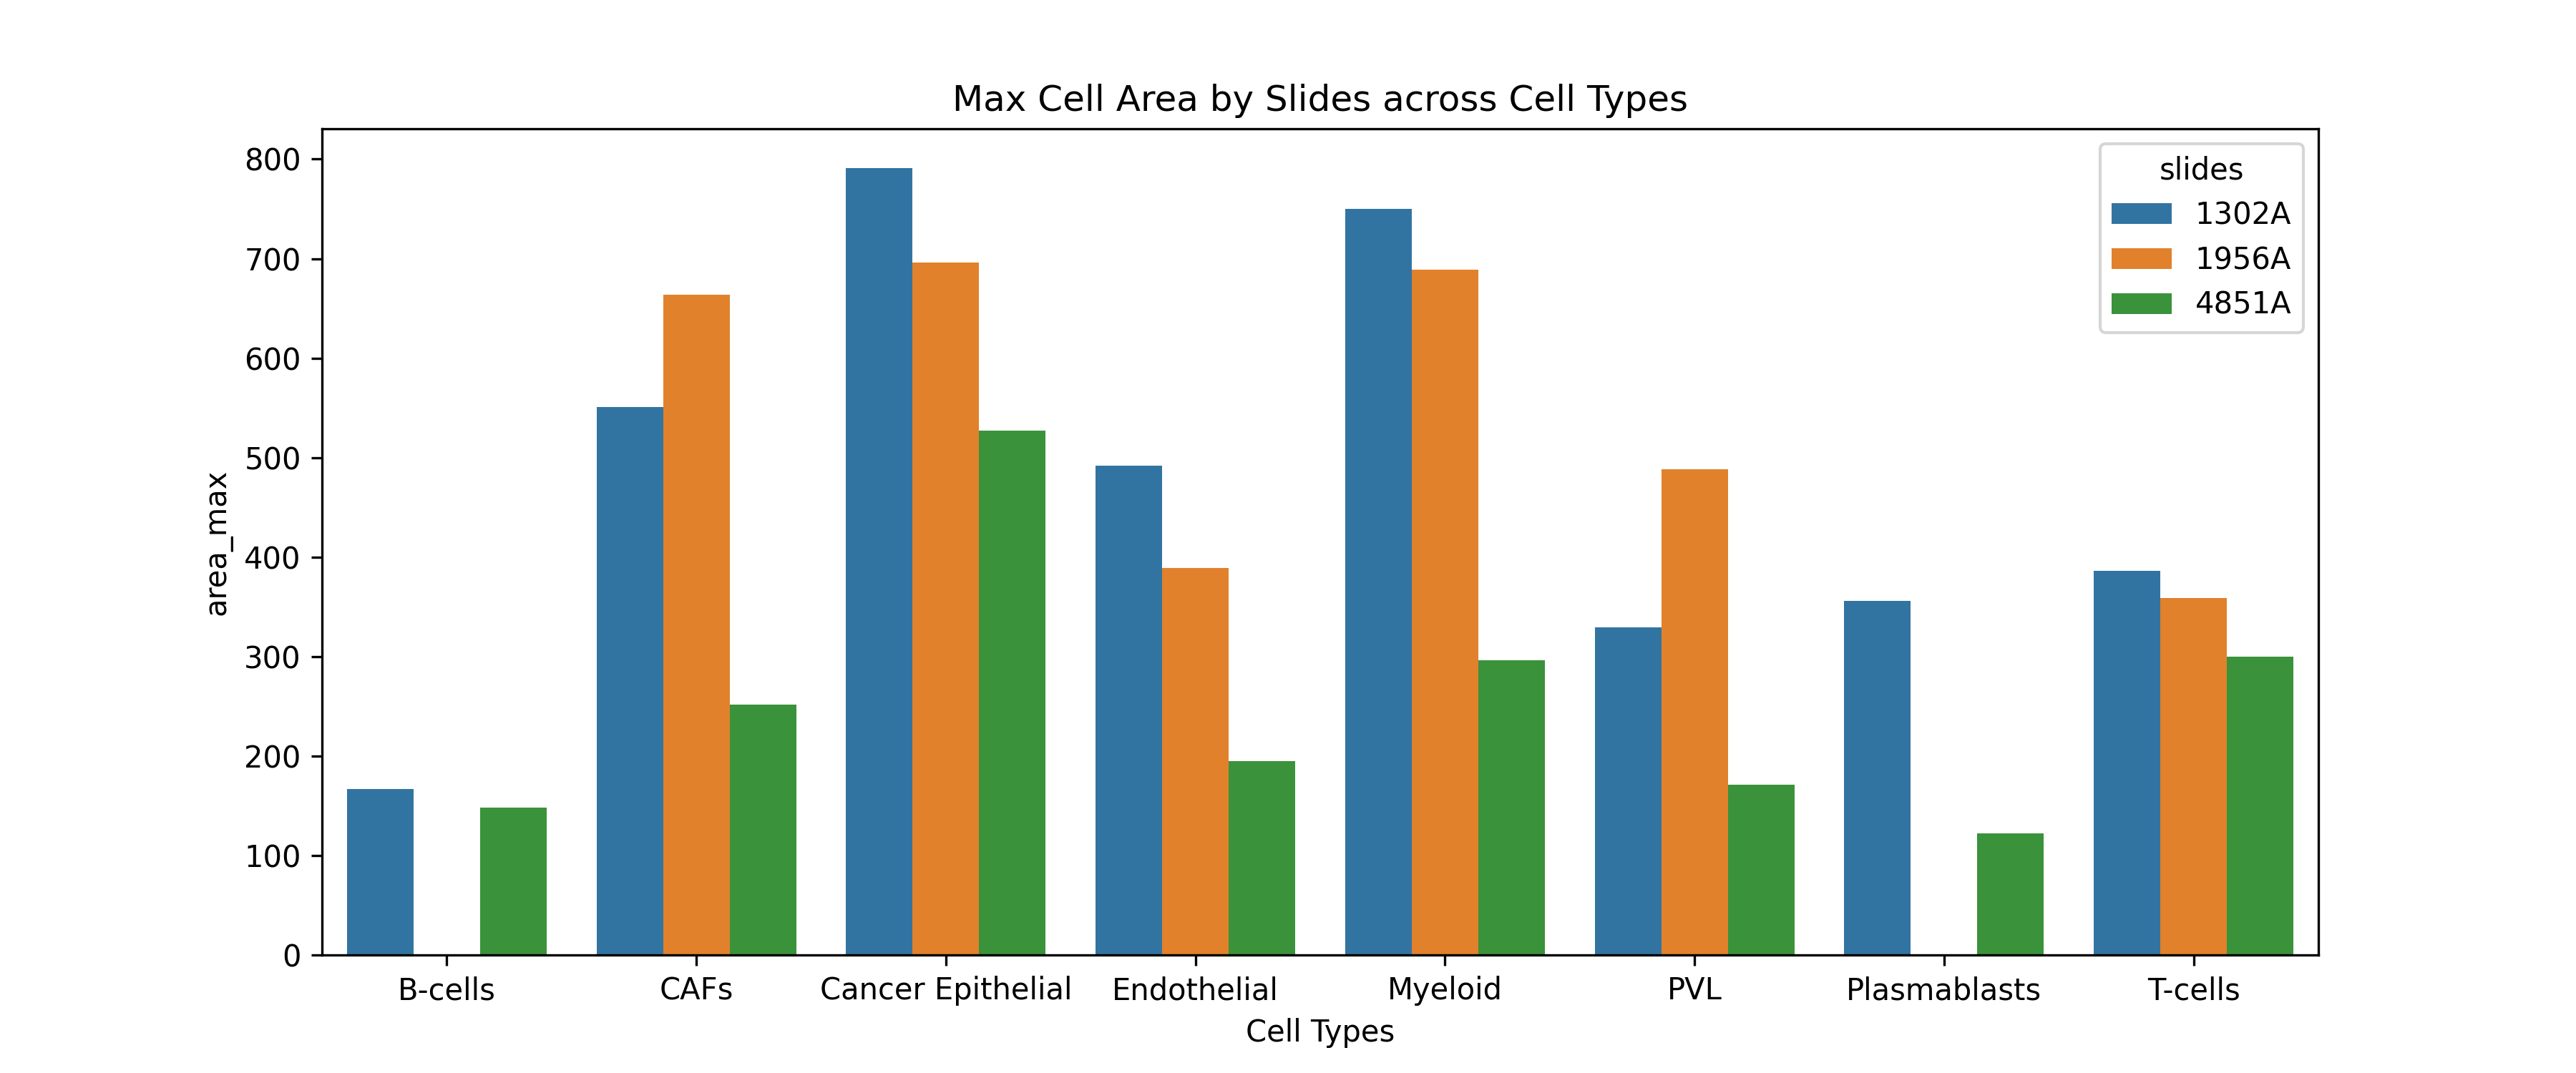 Max Cell Area by Slides across Cell Types
slides
1302A
1956A
4851A
area_max
800
700
600
500
400
300
200
100
0
B-cells CAFs Cancer Epithelial Endothelial Myeloid PVL Plasmablasts T-cells
Cell Types